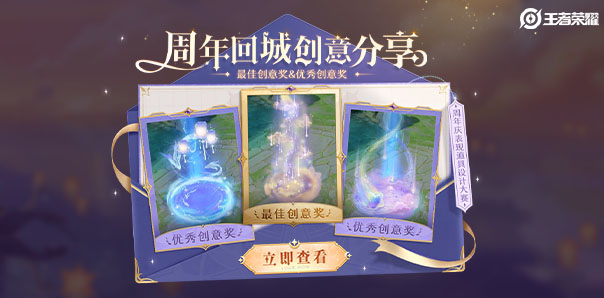 王者荣耀
周年回城创意分享
最佳创意奖&优秀创意奖
周年庆表现道具设计大赛
优秀创意奖
最佳创意奖
优秀创意奖
立即查看